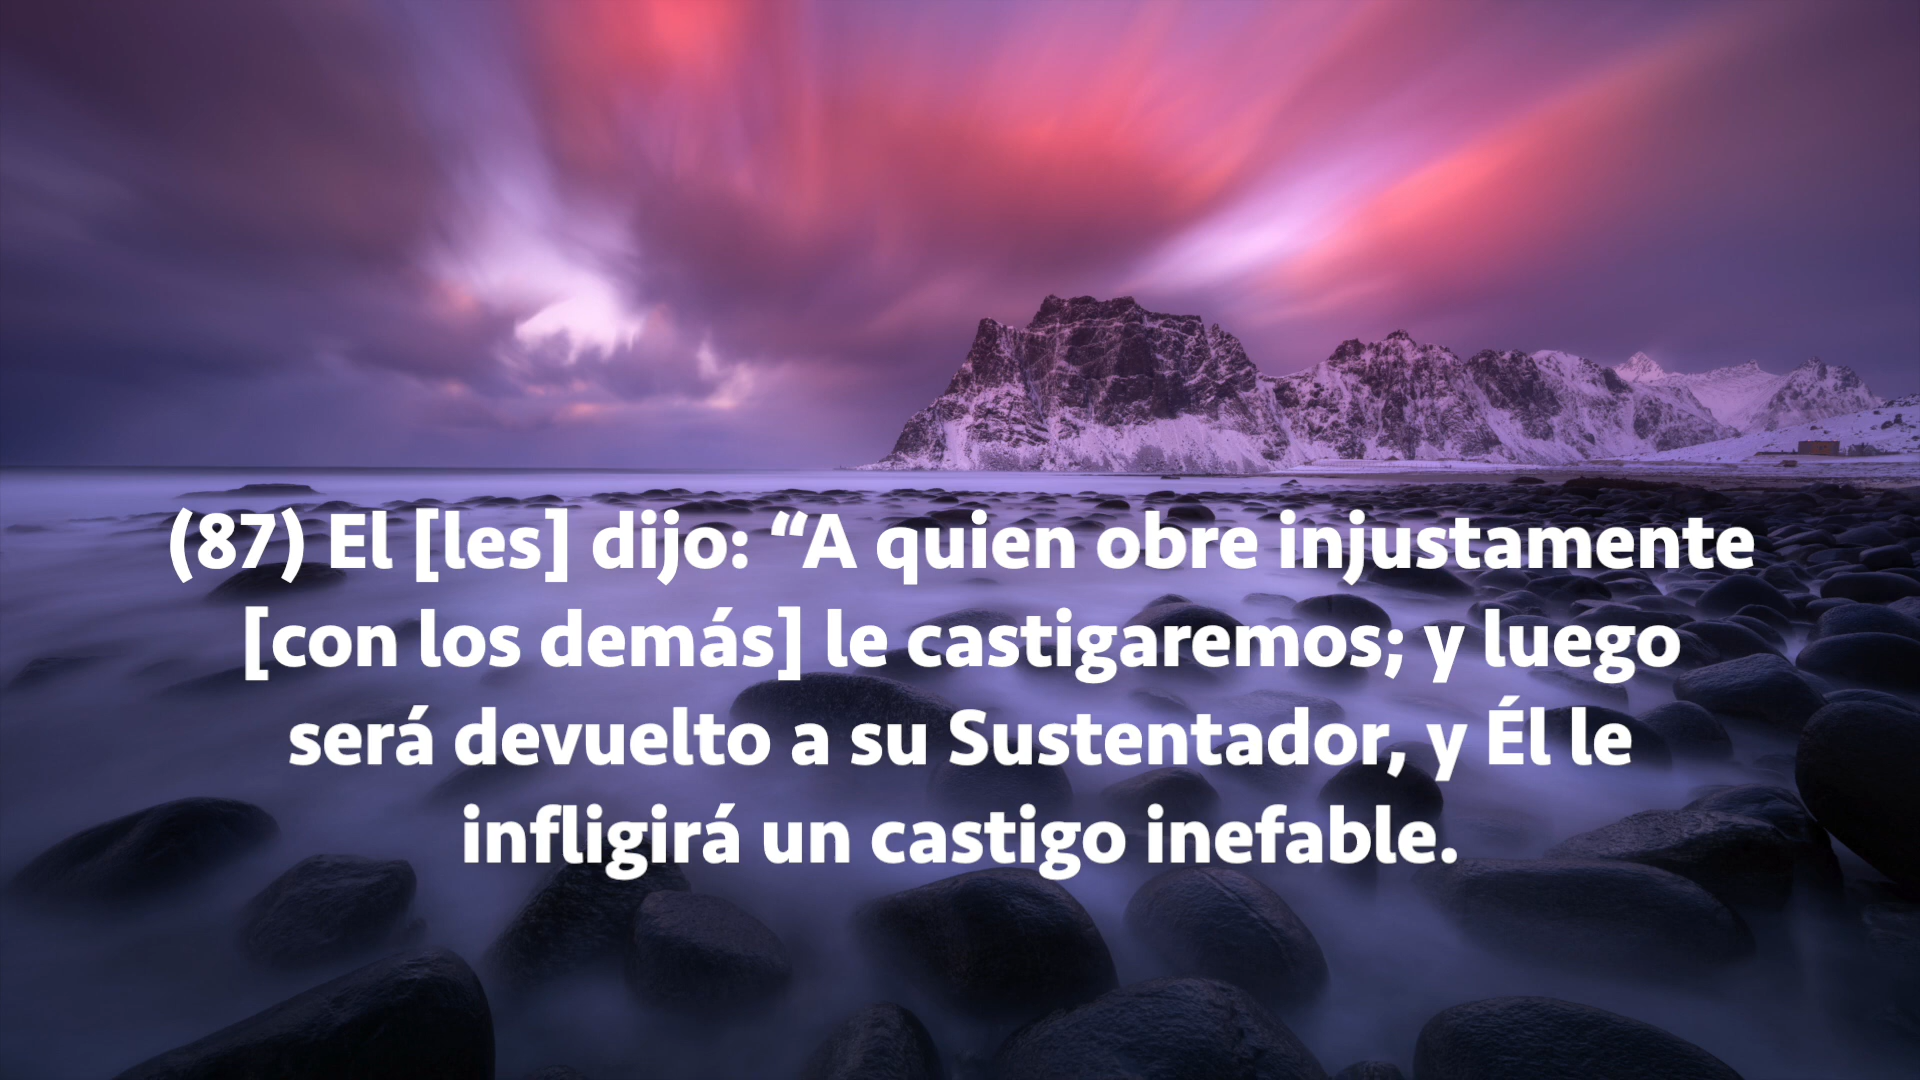 (87) El [les] dijo: “A quien obre injustamente
[con los demás] le castigaremos; y luego
será devuelto a su Sustentador, y Él le
infligirá un castigo inefable.